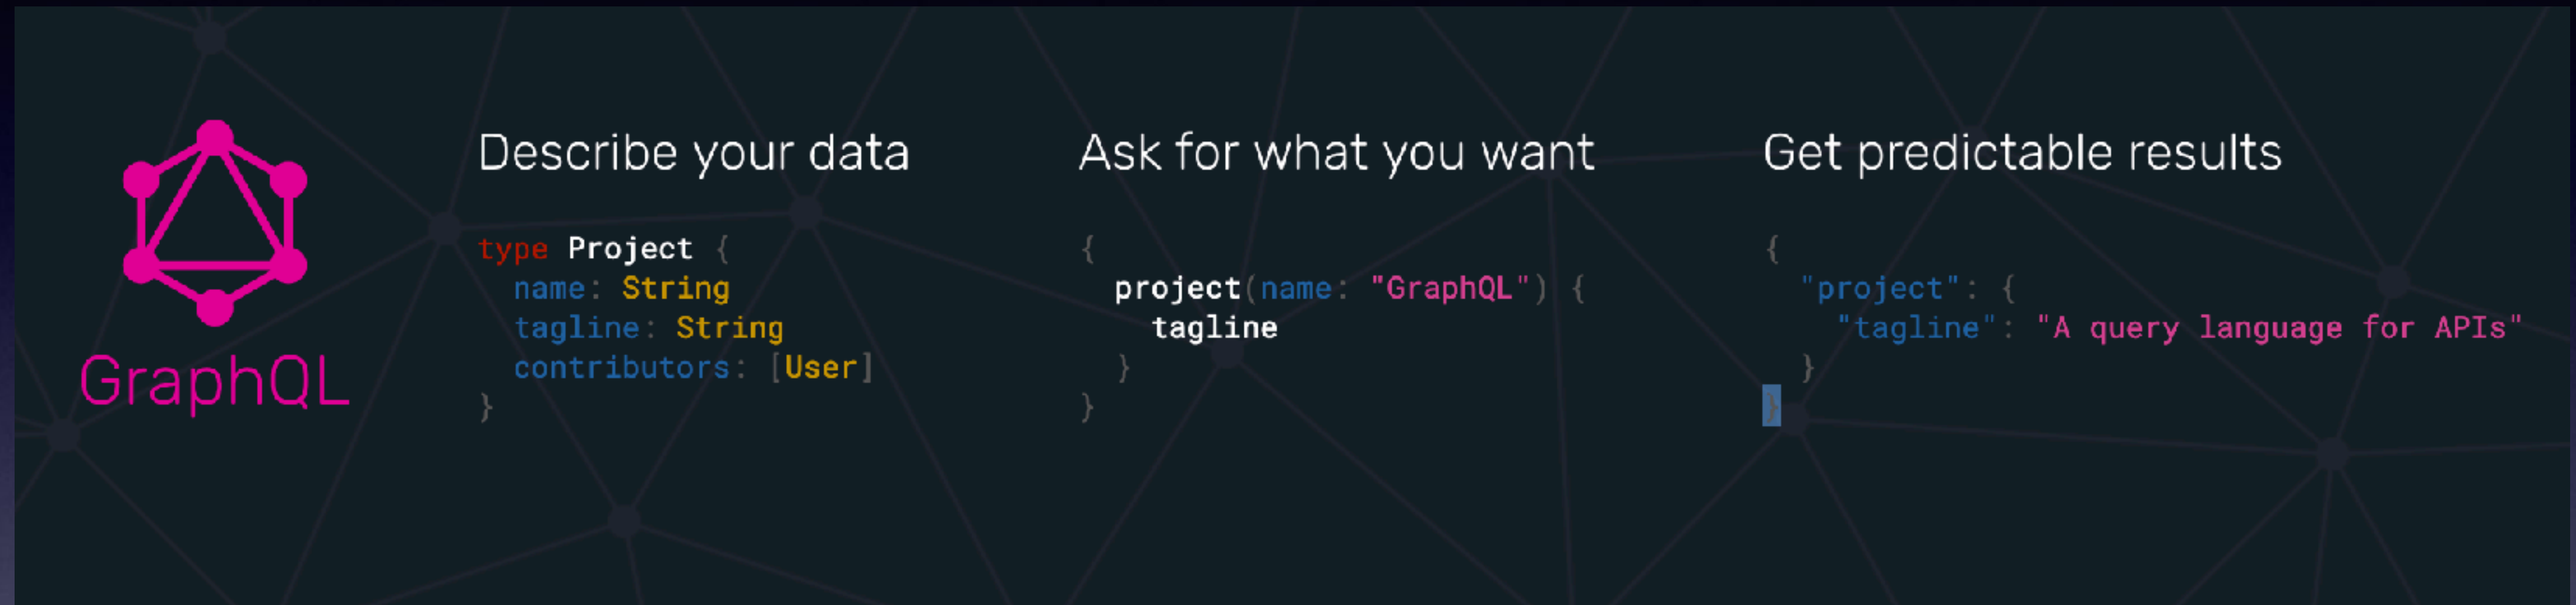 GraphQL
Describe your data
type Project {
  name: String
  tagline: String
  contributors: [User]
}
Ask for what you want
{
  project(name: "GraphQL") {
    tagline
  }
}
Get predictable results
{
  "project": {
    "tagline": "A query language for APIs"
  }
}